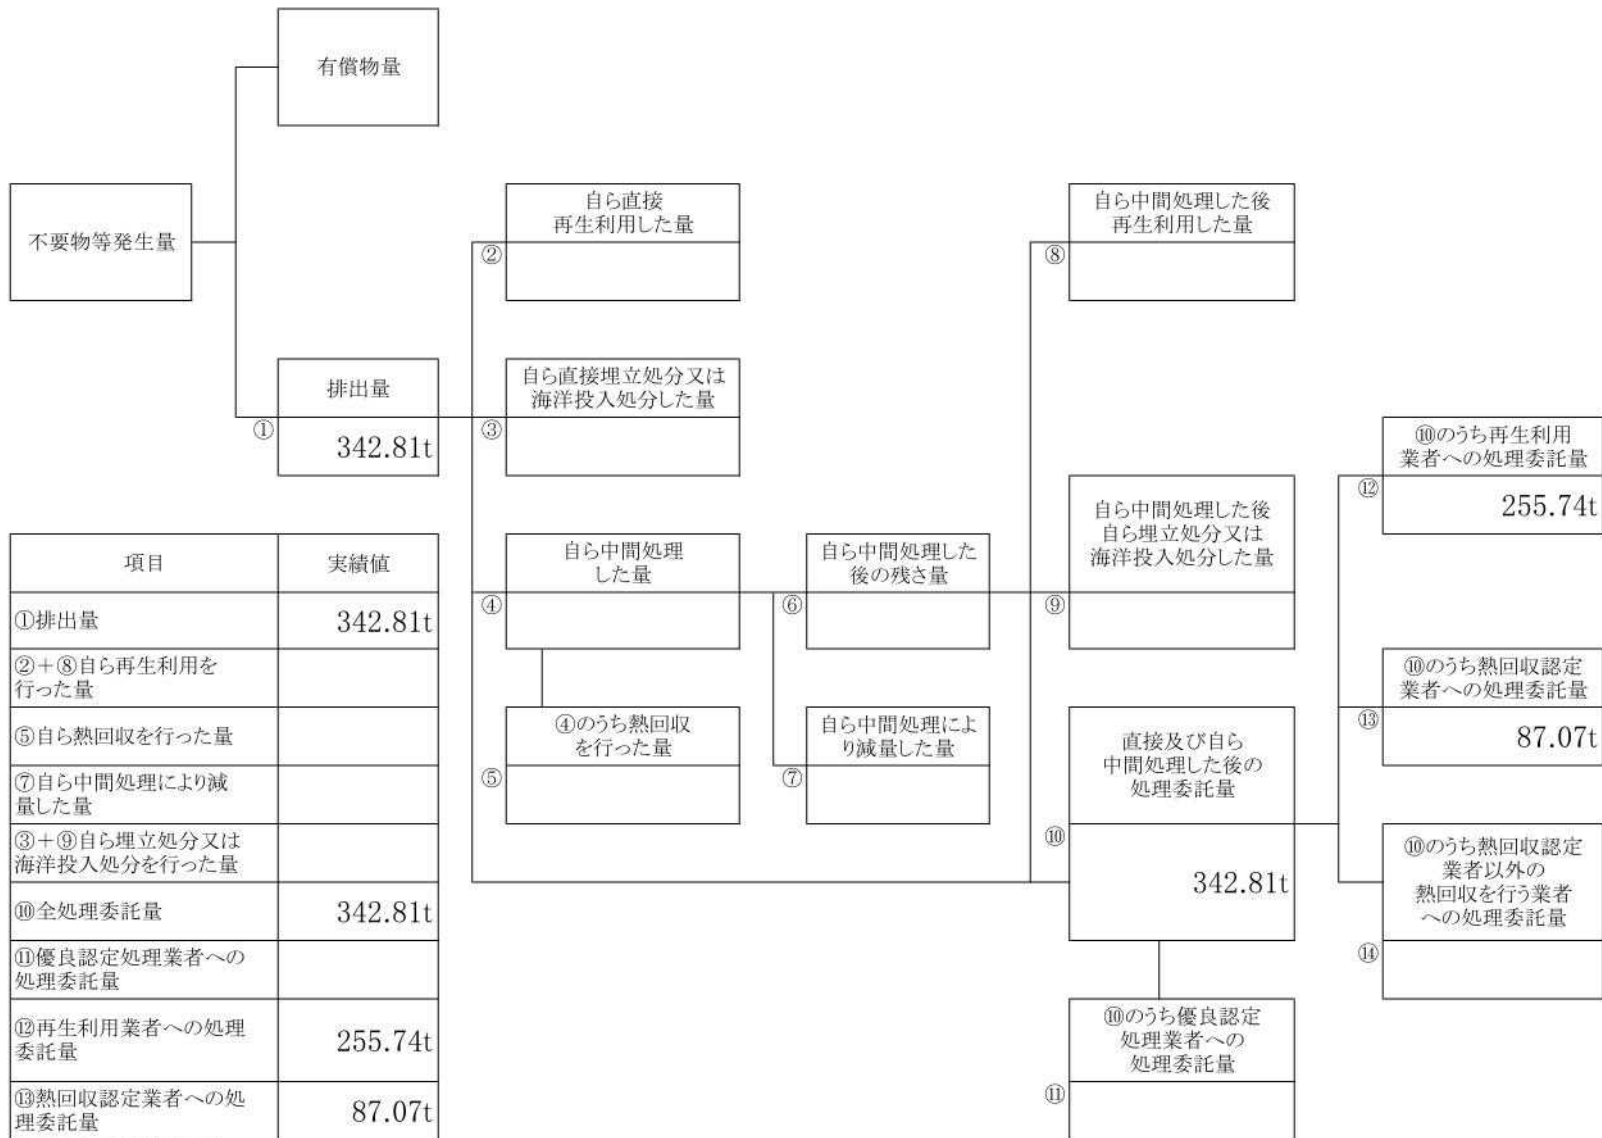 有償物量
不要物等発生量
自ら直接
再生利用した量
②
自ら中間処理した後
再生利用した量
⑧
排出量
①
342.81t
自ら直接埋立処分又は
海洋投入処分した量
③
⑩のうち再生利用
業者への処理委託量
⑫
255.74t
自ら中間処理
した量
④
自ら中間処理した
後の残さ量
⑥
自ら中間処理した後
自ら埋立処分又は
海洋投入処分した量
⑨
⑩のうち熱回収認定
業者への処理委託量
⑬
87.07t
④のうち熱回収
を行った量
⑤
自ら中間処理によ
り減量した量
⑦
直接及び自ら
中間処理した後の
処理委託量
⑩
342.81t
⑩のうち熱回収認定
業者以外の
熱回収を行う業者
への処理委託量
⑭
⑩のうち優良認定
処理業者への
処理委託量
⑪
項目 実績値
①排出量 342.81t
②+⑧自ら再生利用を
行った量
⑤自ら熱回収を行った量
⑦自ら中間処理により減
量した量
③+⑨自ら埋立処分又は
海洋投入処分を行った量
⑩全処理委託量 342.81t
⑪優良認定処理業者への
処理委託量
⑫再生利用業者への処理
委託量 255.74t
⑬熱回収認定業者への処
理委託量 87.07t